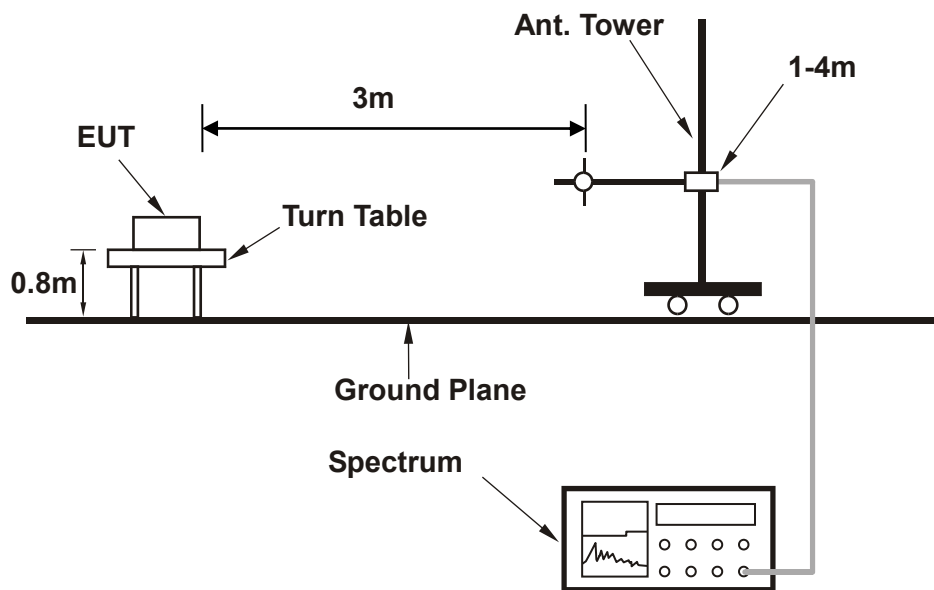 Ant. Tower
1-4m
3m
EUT
Turn Table
0.8m
Ground Plane
Spectrum